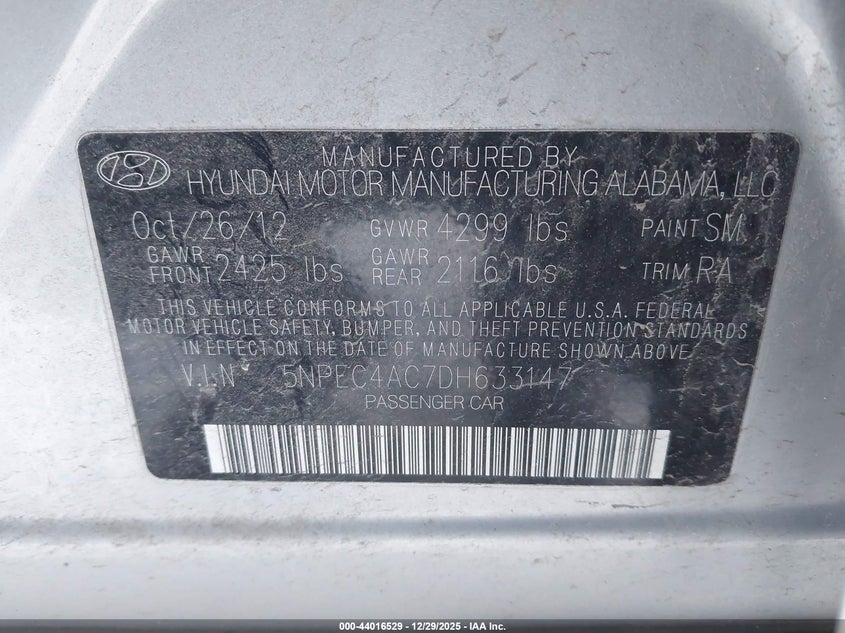 MANUFACTURED BY
HYUNDAI MOTOR MANUFACTURING ALABAMA, LLC
Oct/26/12 GVWR 4299 lbs PAINT SM
GAWR FRONT 2425 lbs GAWR REAR 2116 lbs TRIM RA
THIS VEHICLE CONFORMS TO ALL APPLICABLE U.S.A. FEDERAL
MOTOR VEHICLE SAFETY, BUMPER, AND THEFT PREVENTION STANDARDS
IN EFFECT ON THE DATE OF MANUFACTURE SHOWN ABOVE.
V.I.N 5NPEC4AC7DH633147
PASSENGER CAR
000-44016529 - 12/29/2025 - IAA Inc.